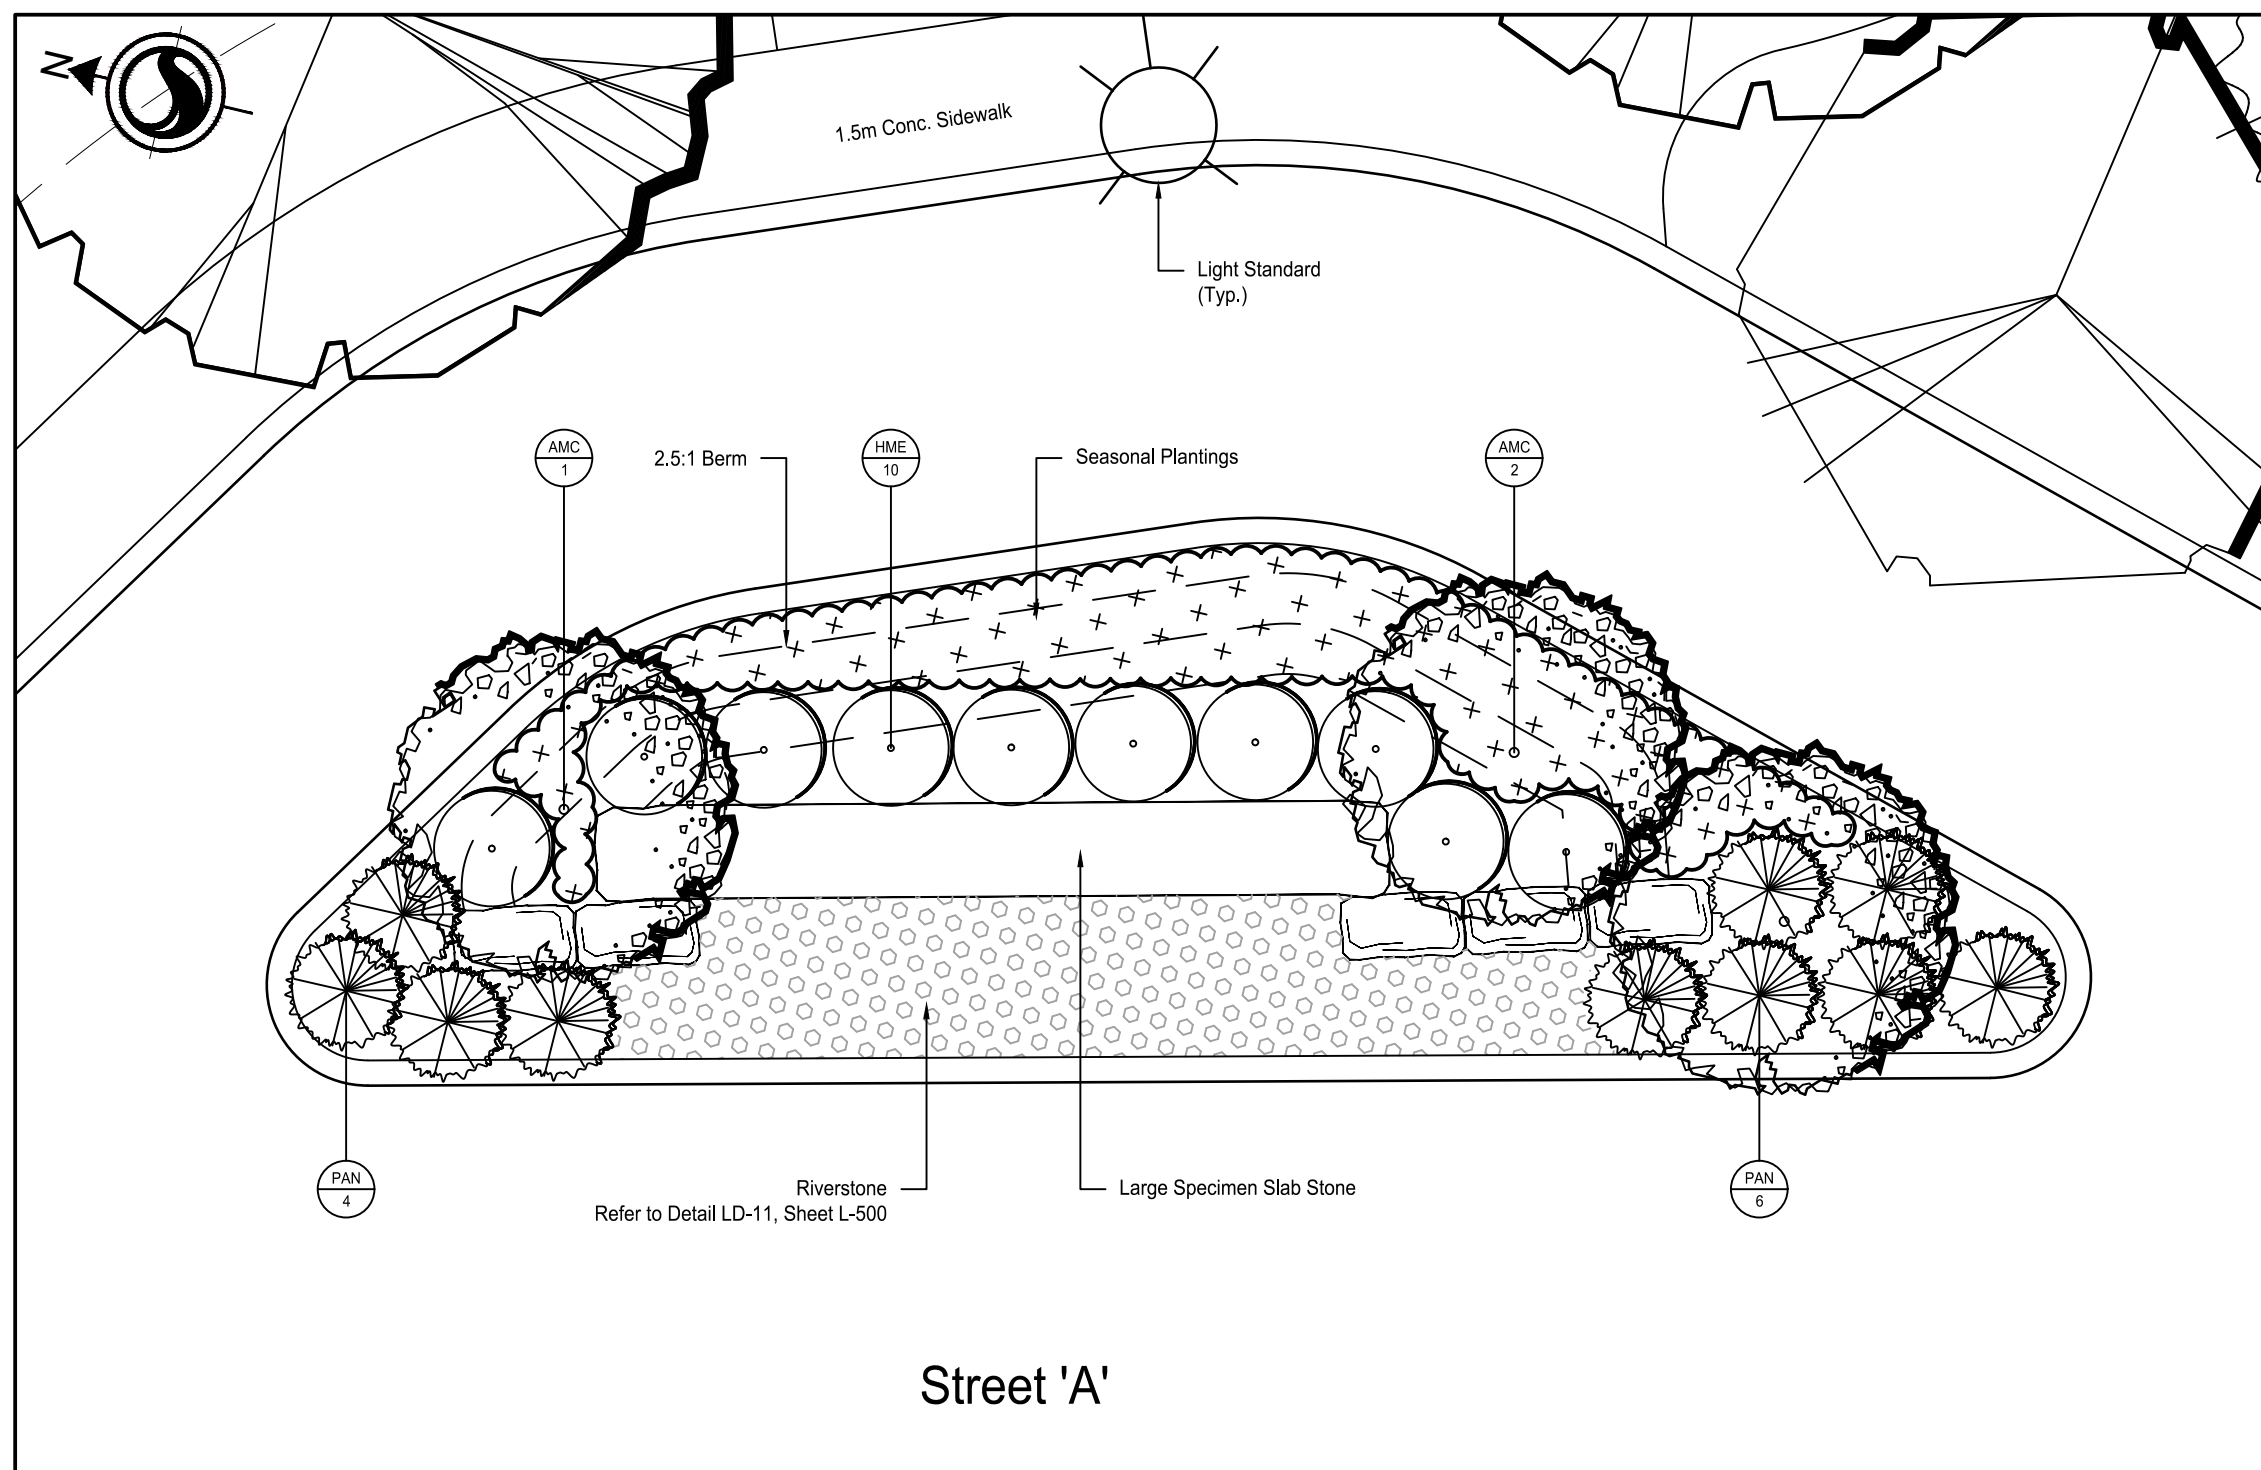 N
1.5m Conc. Sidewalk
Light Standard
(Typ.)
AMC
1
2.5:1 Berm
HME
10
Seasonal Plantings
AMC
2
PAN
4
Riverstone
Refer to Detail LD-11, Sheet L-500
Large Specimen Slab Stone
PAN
6
Street 'A'